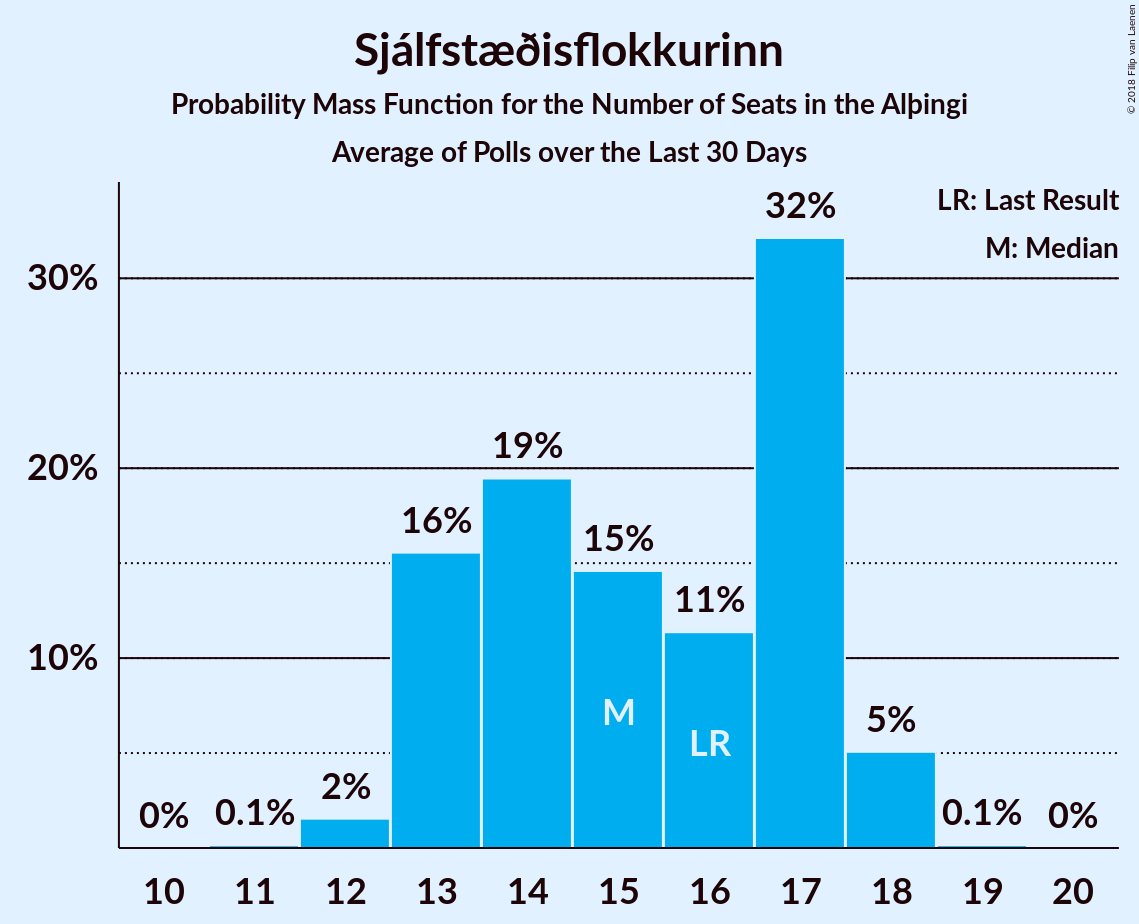 Sjálfstæðisflokkurinn
Probability Mass Function for the Number of Seats in the Alþingi
Average of Polls over the Last 30 Days
© 2018 Filip van Laenen
LR: Last Result
M: Median
30%
20%
10%
0%
0.1%
2%
16%
19%
15%
11%
32%
5%
0.1%
0%
M
LR
10 11 12 13 14 15 16 17 18 19 20